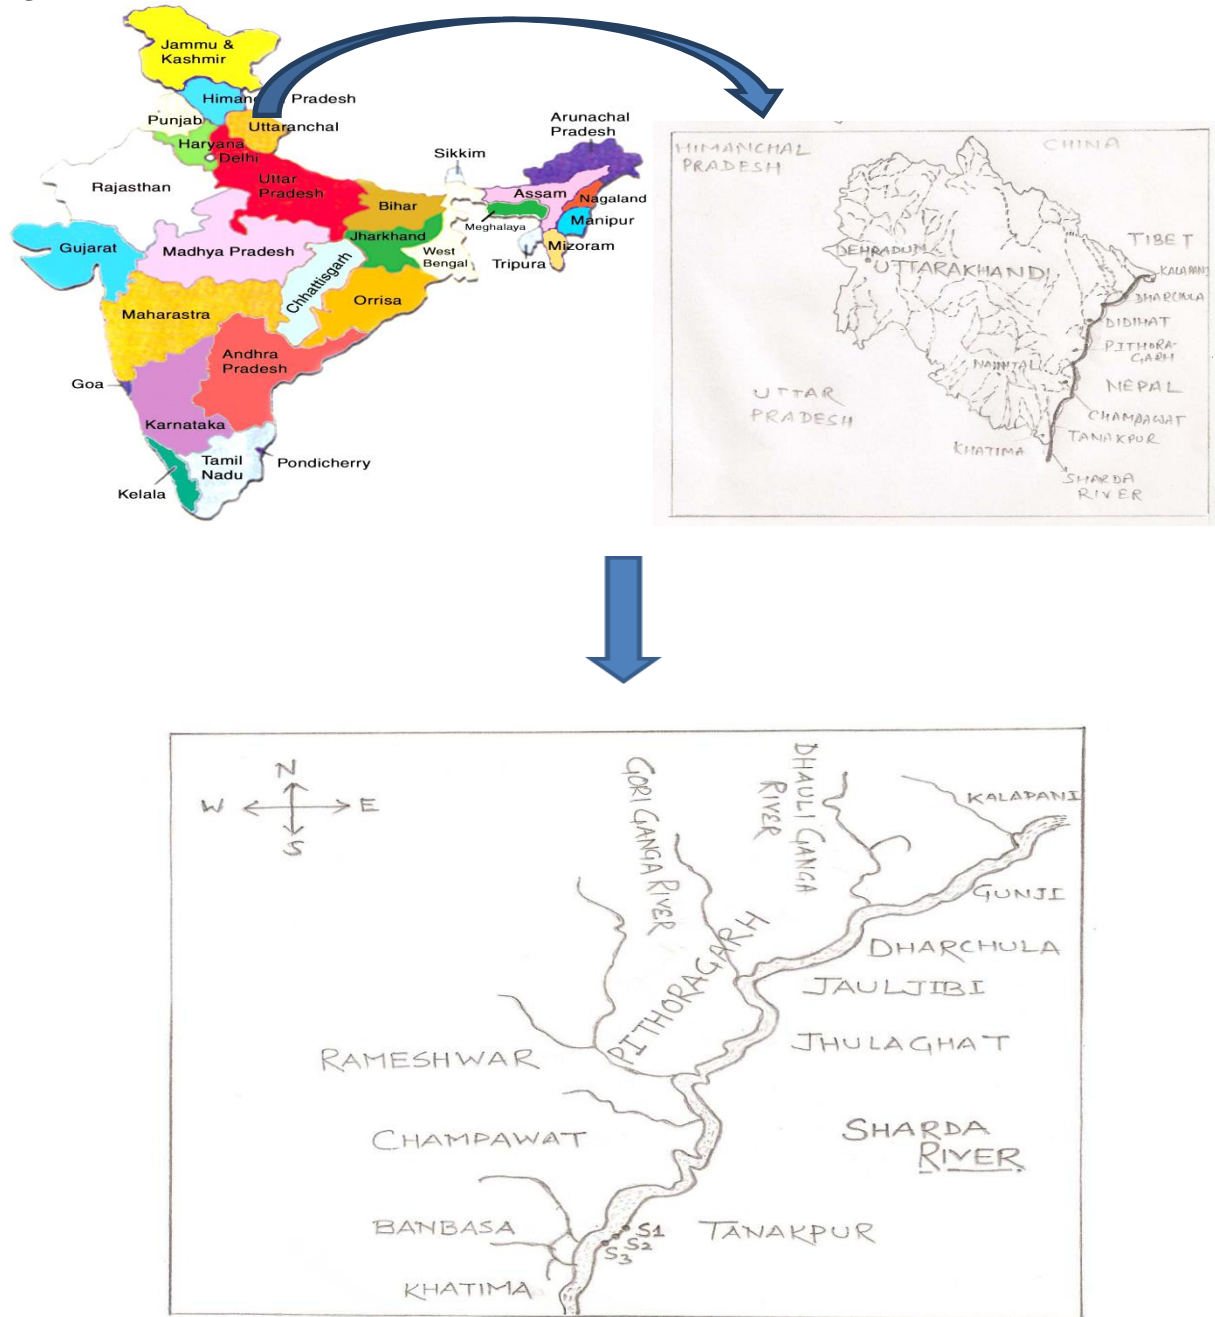 Jammu &
Kashmir
Himan Pradesh
Punjab
Uttaranchal
Haryana
Delhi
Rajasthan
Uttar
Pradesh
Sikkim
Arunachal
Pradesh
Assam
Nagaland
Bihar
Meghalaya
Manipur
Gujarat
Madhya Pradesh
Jharkhand
West
Bengal
Tripura
Mizoram
Chhattisgarh
Orrisa
Maharastra
Andhra
Pradesh
Goa
Karnataka
Tamil
Nadu
Pondicherry
Kelala
HIMANCHAL
PRADESH
CHINA
TIBET
DEHRADUM
UTTARAKHAND
KALAPANI
DHARCHULA
DIDIHAT
PITHORA-
GARH
NAINITAL
NEPAL
UTTAR
PRADESH
CHAMPAWAT
TANAKPUR
KHATIMA
SHARDA
RIVER
N
W E
S
GORI GANGA RIVER
DHAULI GANGA
RIVER
KALAPANI
GUNJI
DHARCHULA
PITHORAGARH
JAULJIBI
JHULAGHAT
RAMESHWAR
CHAMPAWAT
SHARDA
RIVER
BANBASA
S1
S2
S3
TANAKPUR
KHATIMA